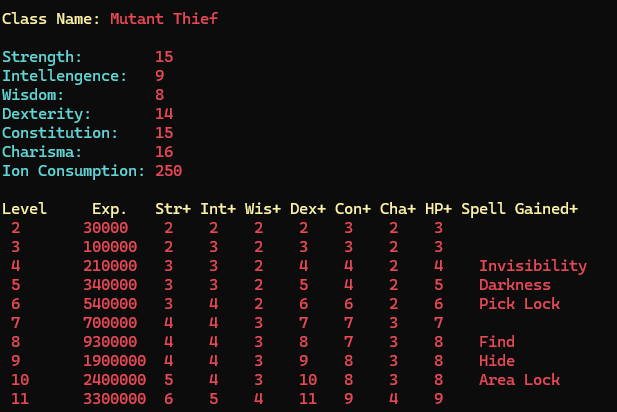 Class Name: Mutant Thief
Strength: 15
Intellengence: 9
Wisdom: 8
Dexterity: 14
Constitution: 15
Charisma: 16
Ion Consumption: 250
Level Exp. Str+ Int+ Wis+ Dex+ Con+ Cha+ HP+ Spell Gained+
2 30000 2 2 2 2 3 2 3
3 100000 2 3 2 3 3 2 3
4 210000 3 3 2 4 4 2 4 Invisibility
5 340000 3 3 2 5 4 2 5 Darkness
6 540000 3 4 2 6 6 2 6 Pick Lock
7 700000 4 4 3 7 7 3 7
8 930000 4 4 3 8 7 3 8 Find
9 1900000 4 4 3 9 8 3 8 Hide
10 2400000 5 4 3 10 8 3 8 Area Lock
11 3300000 6 5 4 11 9 4 9